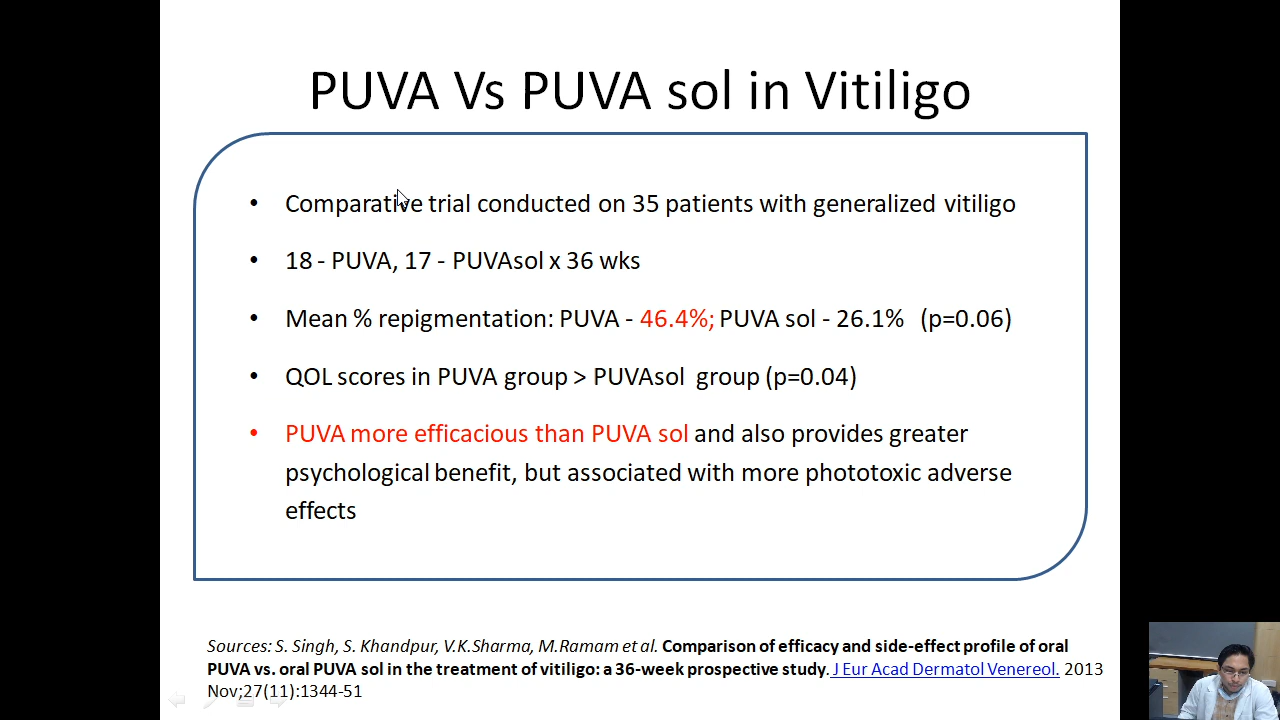 PUVA Vs PUVA sol in Vitiligo
• Comparative trial conducted on 35 patients with generalized vitiligo
• 18 - PUVA, 17 - PUVAsol x 36 wks
• Mean % repigmentation: PUVA - 46.4%; PUVA sol - 26.1% (p=0.06)
• QOL scores in PUVA group > PUVAsol group (p=0.04)
• PUVA more efficacious than PUVA sol and also provides greater
psychological benefit, but associated with more phototoxic adverse
effects
Sources: S. Singh, S. Khandpur, V.K.Sharma, M.Ramam et al. Comparison of efficacy and side-effect profile of oral
PUVA vs. oral PUVA sol in the treatment of vitiligo: a 36-week prospective study. J Eur Acad Dermatol Venereol. 2013
Nov;27(11):1344-51